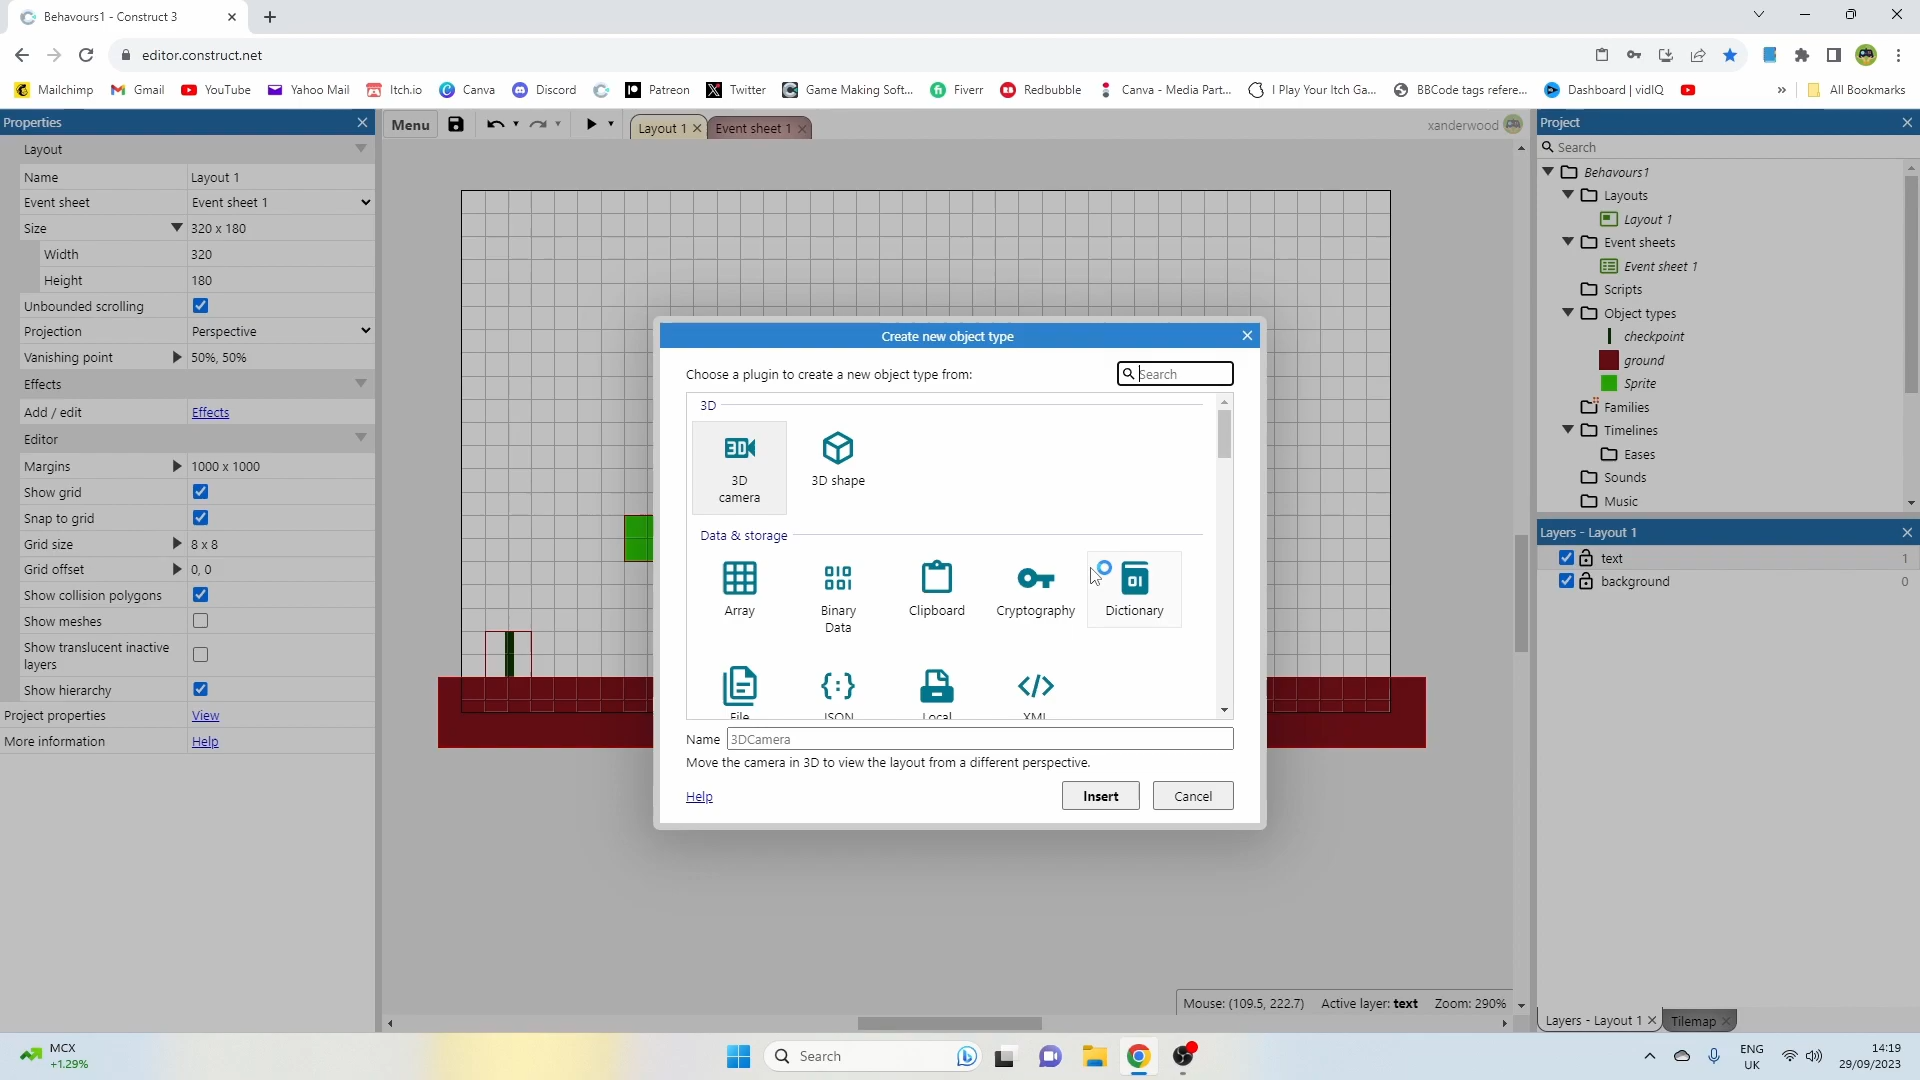 Behavours1 - Construct 3
editor.construct.net
Mailchimp Gmail YouTube Yahoo Mail Itch.io Canva Discord Patreon Twitter Game Making Soft... Fiverr Redbubble Canva - Media Part... I Play Your Itch Ga... BBCode tags refere... Dashboard | vidIQ » All Bookmarks
Properties
Layout
Name Layout 1
Event sheet Event sheet 1
Size 320 x 180
Width 320
Height 180
Unbounded scrolling
Projection Perspective
Vanishing point 50%, 50%
Effects
Add / edit Effects
Editor
Margins 1000 x 1000
Show grid
Snap to grid
Grid size 8 x 8
Grid offset 0, 0
Show collision polygons
Show meshes
Show translucent inactive
layers
Show hierarchy
Project properties View
More information Help
Menu
Layout 1 Event sheet 1
xanderwood
Create new object type
Choose a plugin to create a new object type from:
Search
3D
3D
camera
3D shape
Data & storage
Array
Binary
Data
Clipboard
Cryptography
Dictionary
File
JSON
Local
XML
Name 3DCamera
Move the camera in 3D to view the layout from a different perspective.
Help
Insert
Cancel
Mouse: (109.5, 222.7) Active layer: text Zoom: 290%
Project
Search
Behavours1
Layouts
Layout 1
Event sheets
Event sheet 1
Scripts
Object types
checkpoint
ground
Sprite
Families
Timelines
Eases
Sounds
Music
Layers - Layout 1
text 1
background 0
Layers - Layout 1 Tilemap
MCX
+1.29%
Search
ENG
UK
14:19
29/09/2023